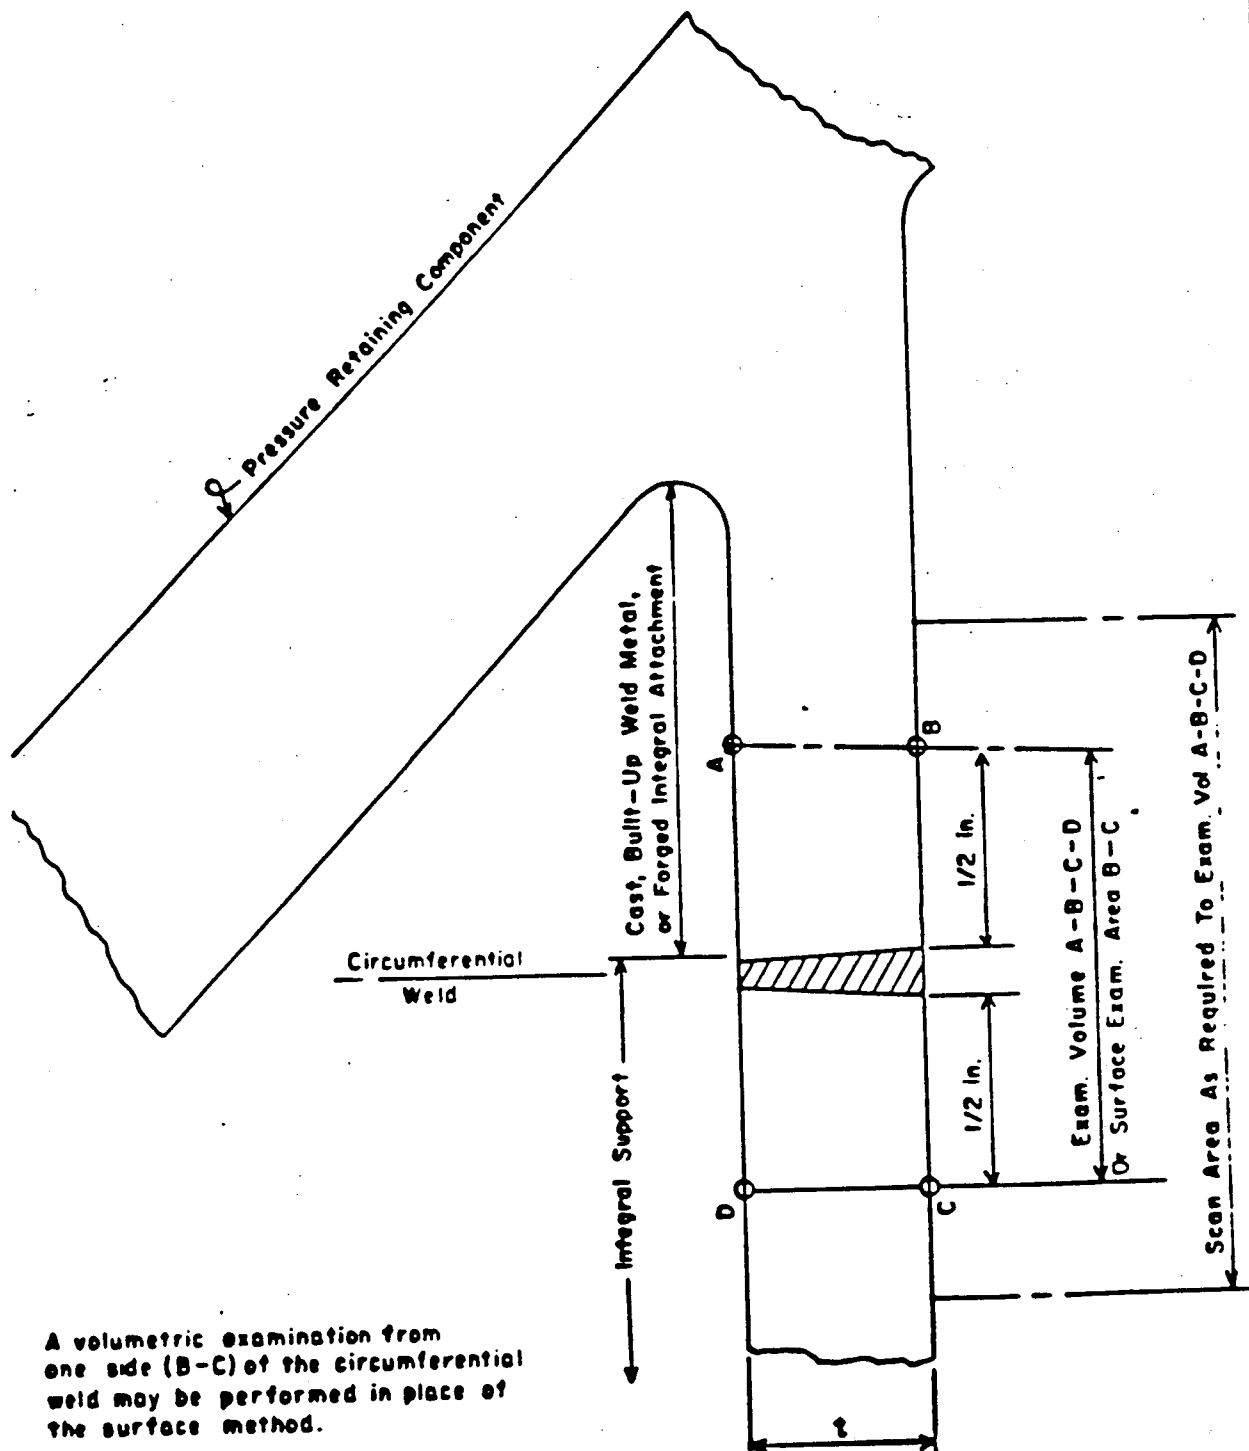 Pressure Retaining Component
Cast, Built-Up Weld Metal,
or Forged Integral Attachment
Circumferential
Weld
Integral Support
A
B
C
D
1/2 In.
1/2 In.
Exam. Volume A-B-C-D
Or Surface Exam. Area B-C
Scan Area As Required To Exam. Vol A-B-C-D
t
A volumetric examination from
one side (B-C) of the circumferential
weld may be performed in place of
the surface method.